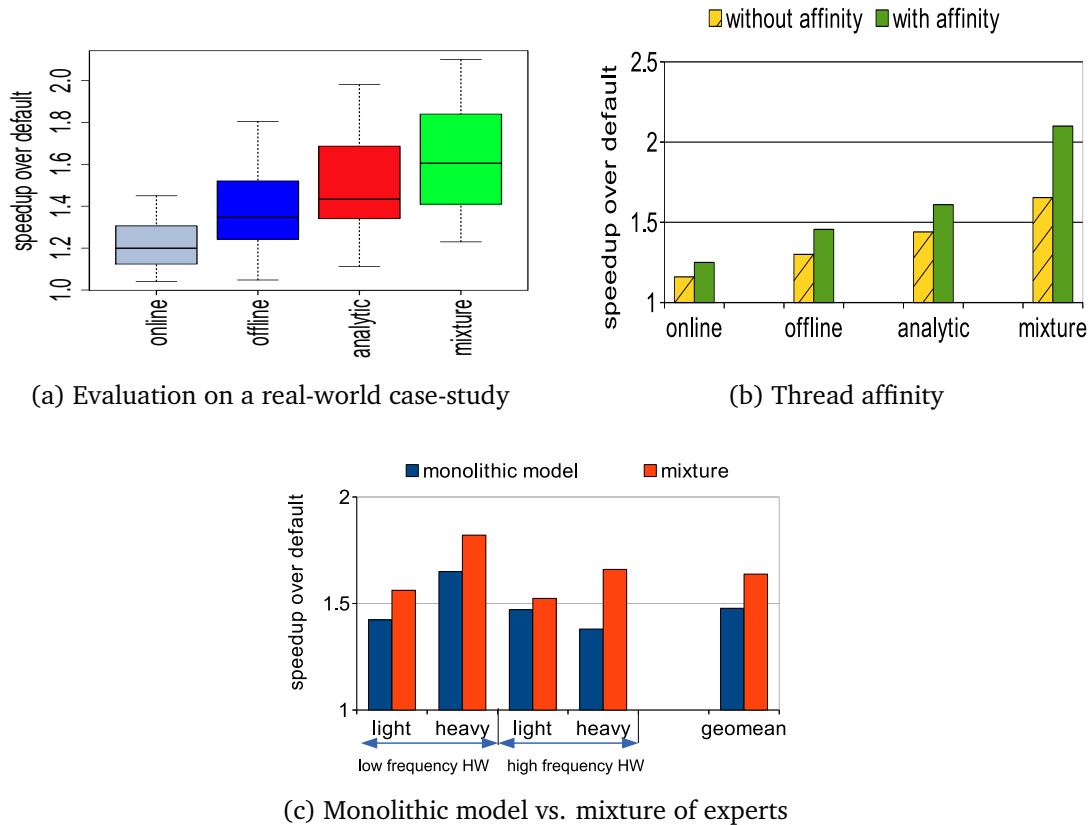 speedup over default
2.0
1.8
1.6
1.4
1.2
1.0
online
offline
analytic
mixture
(a) Evaluation on a real-world case-study
without affinity
with affinity
speedup over default
2.5
2
1.5
1
online
offline
analytic
mixture
(b) Thread affinity
monolithic model
mixture
speedup over default
2
1.5
1
light
heavy
light
heavy
geomean
low frequency HW
high frequency HW
(c) Monolithic model vs. mixture of experts